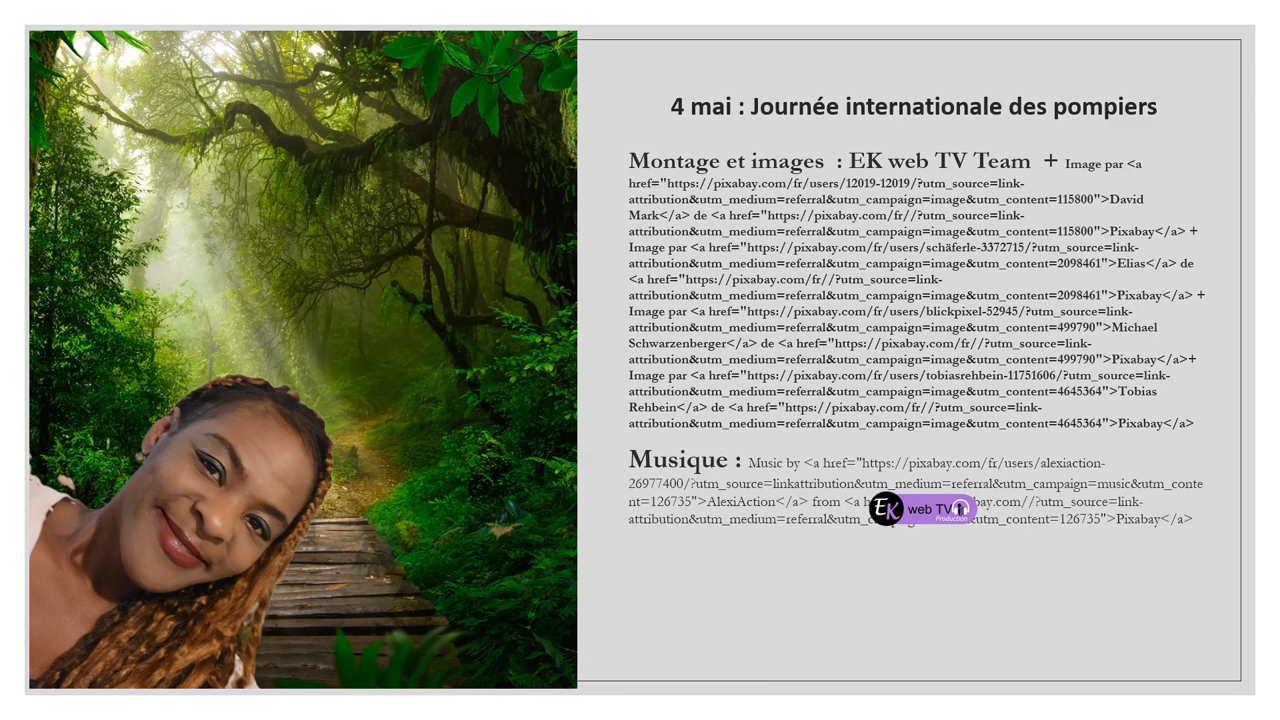 4 mai : Journée internationale des pompiers
Montage et images : EK web TV Team + Image par <a
href="https://pixabay.com/fr/users/12019-12019/?utm_source=link-
attribution&utm_medium=referral&utm_campaign=image&utm_content=115800">David
Mark</a> de <a href="https://pixabay.com/fr//?utm_source=link-
attribution&utm_medium=referral&utm_campaign=image&utm_content=115800">Pixabay</a> +
Image par <a href="https://pixabay.com/fr/users/schäferle-3372715/?utm_source=link-
attribution&utm_medium=referral&utm_campaign=image&utm_content=2098461">Elias</a> de
<a href="https://pixabay.com/fr//?utm_source=link-
attribution&utm_medium=referral&utm_campaign=image&utm_content=2098461">Pixabay</a> +
Image par <a href="https://pixabay.com/fr/users/blickpixel-52945/?utm_source=link-
attribution&utm_medium=referral&utm_campaign=image&utm_content=499790">Michael
Schwarzenberger</a> de <a href="https://pixabay.com/fr//?utm_source=link-
attribution&utm_medium=referral&utm_campaign=image&utm_content=499790">Pixabay</a>+
Image par <a href="https://pixabay.com/fr/users/tobiasrehbein-11751606/?utm_source=link-
attribution&utm_medium=referral&utm_campaign=image&utm_content=4645364">Tobias
Rehbein</a> de <a href="https://pixabay.com/fr//?utm_source=link-
attribution&utm_medium=referral&utm_campaign=image&utm_content=4645364">Pixabay</a>
Musique : Music by <a href="https://pixabay.com/fr/users/alexiaction-
26977400/?utm_source=linkattribution&utm_medium=referral&utm_campaign=music&utm_conte
nt=126735">AlexiAction</a> from <a bay.com//?utm_source=link-
attribution&utm_medium=referral&utm_content=126735">Pixabay</a>
EK web TV
Production